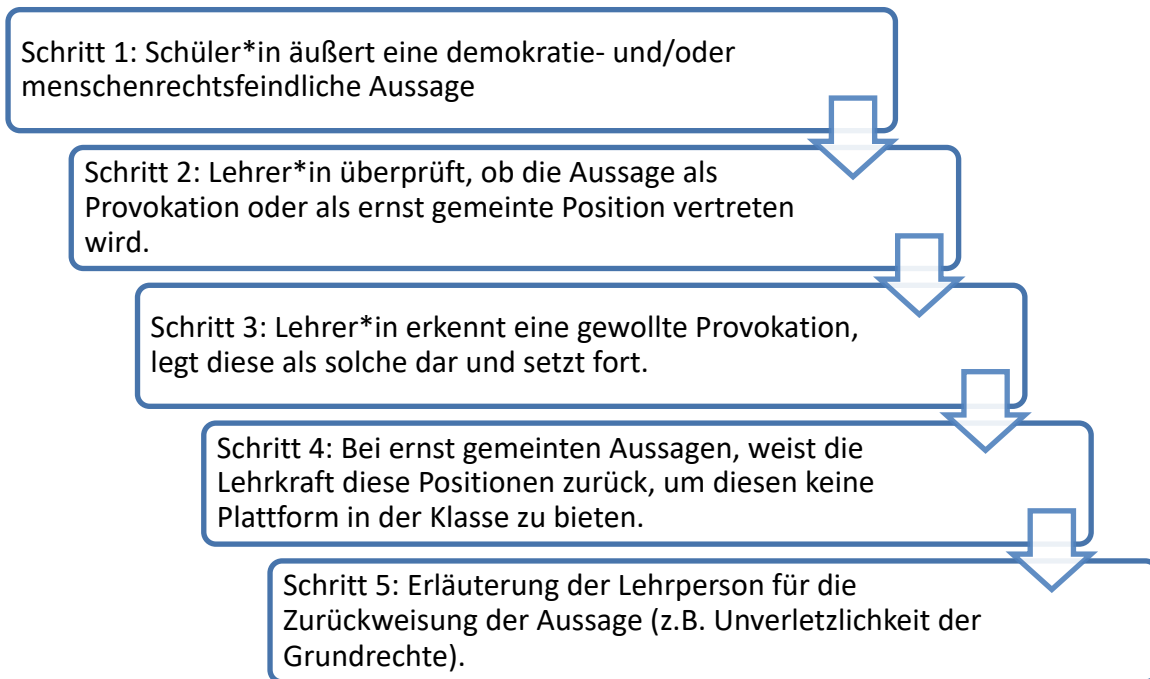 Schritt 1: Schüler*in äußert eine demokratie- und/oder
menschenrechtsfeindliche Aussage
Schritt 2: Lehrer*in überprüft, ob die Aussage als
Provokation oder als ernst gemeinte Position vertreten
wird.
Schritt 3: Lehrer*in erkennt eine gewollte Provokation,
legt diese als solche dar und setzt fort.
Schritt 4: Bei ernst gemeinten Aussagen, weist die
Lehrkraft diese Positionen zurück, um diesen keine
Plattform in der Klasse zu bieten.
Schritt 5: Erläuterung der Lehrperson für die
Zurückweisung der Aussage (z.B. Unverletzlichkeit der
Grundrechte).